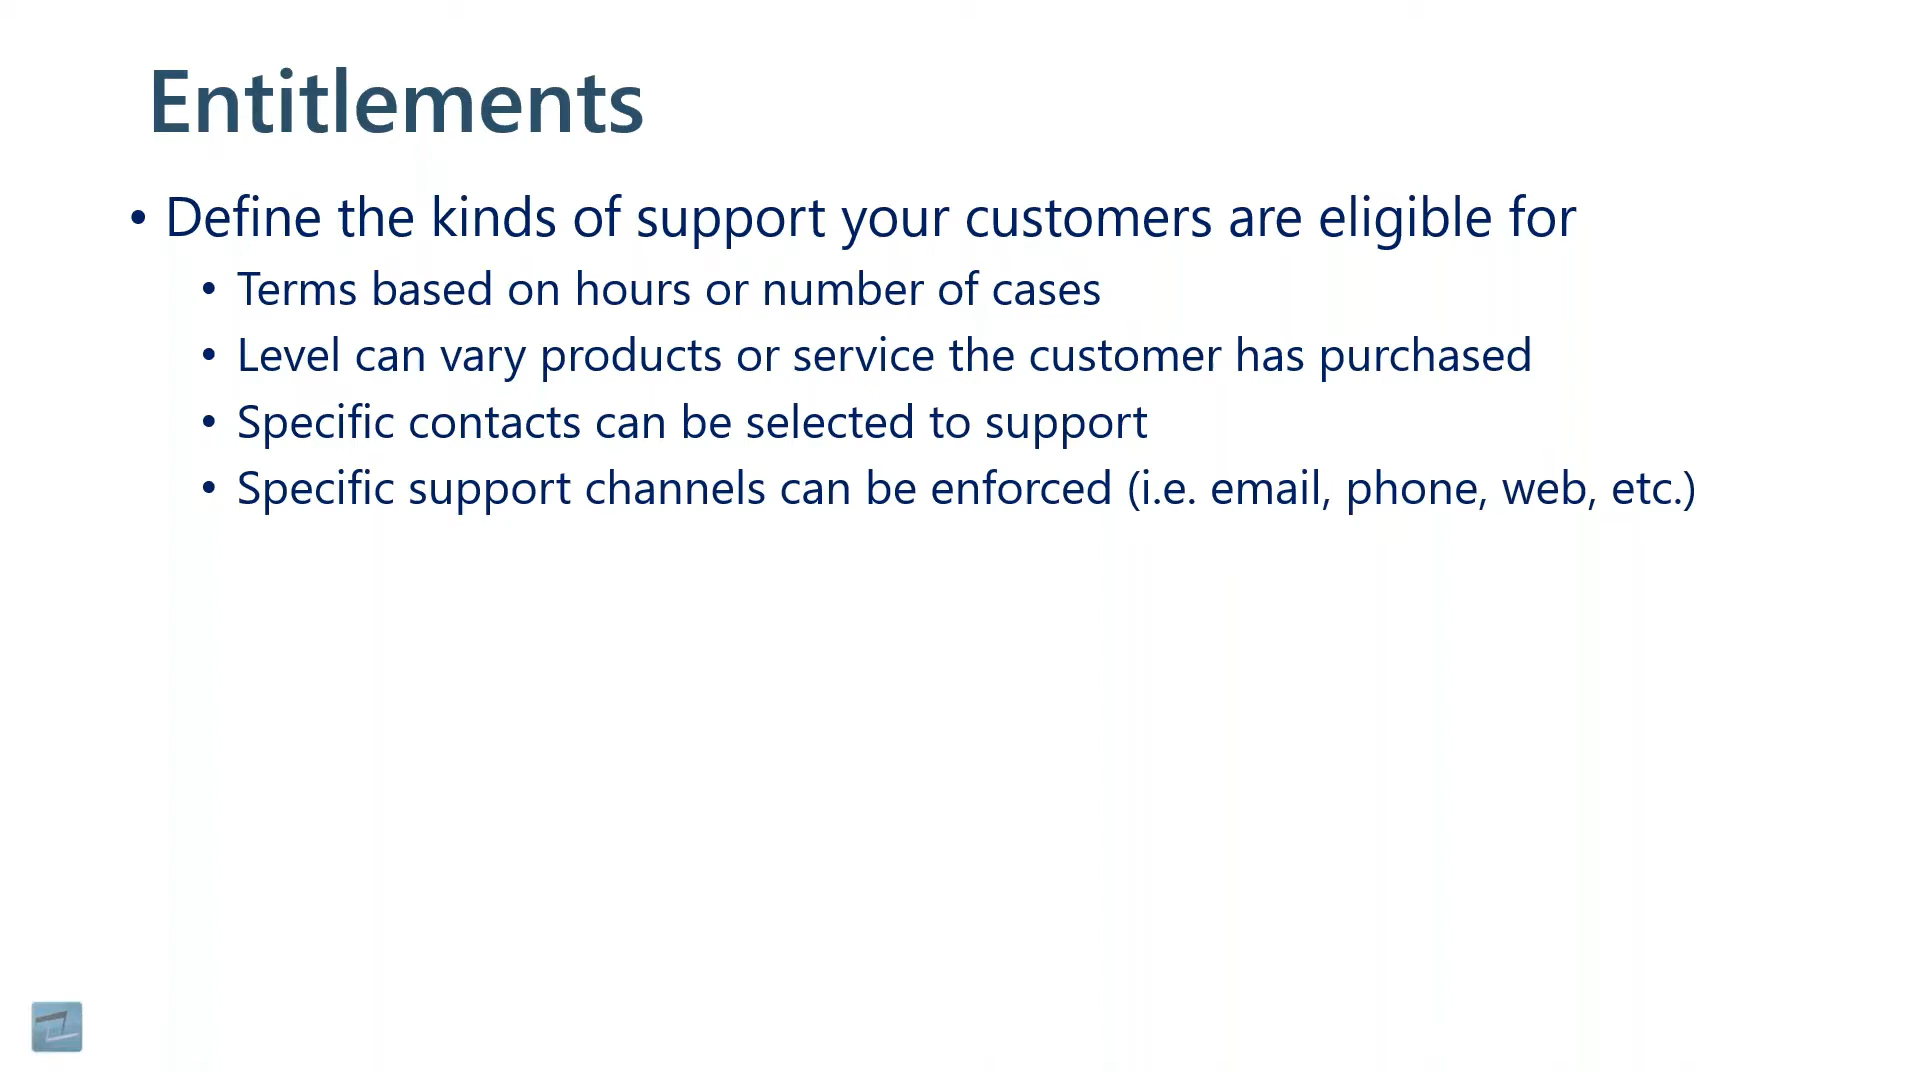 Entitlements
• Define the kinds of support your customers are eligible for
• Terms based on hours or number of cases
• Level can vary products or service the customer has purchased
• Specific contacts can be selected to support
• Specific support channels can be enforced (i.e. email, phone, web, etc.)